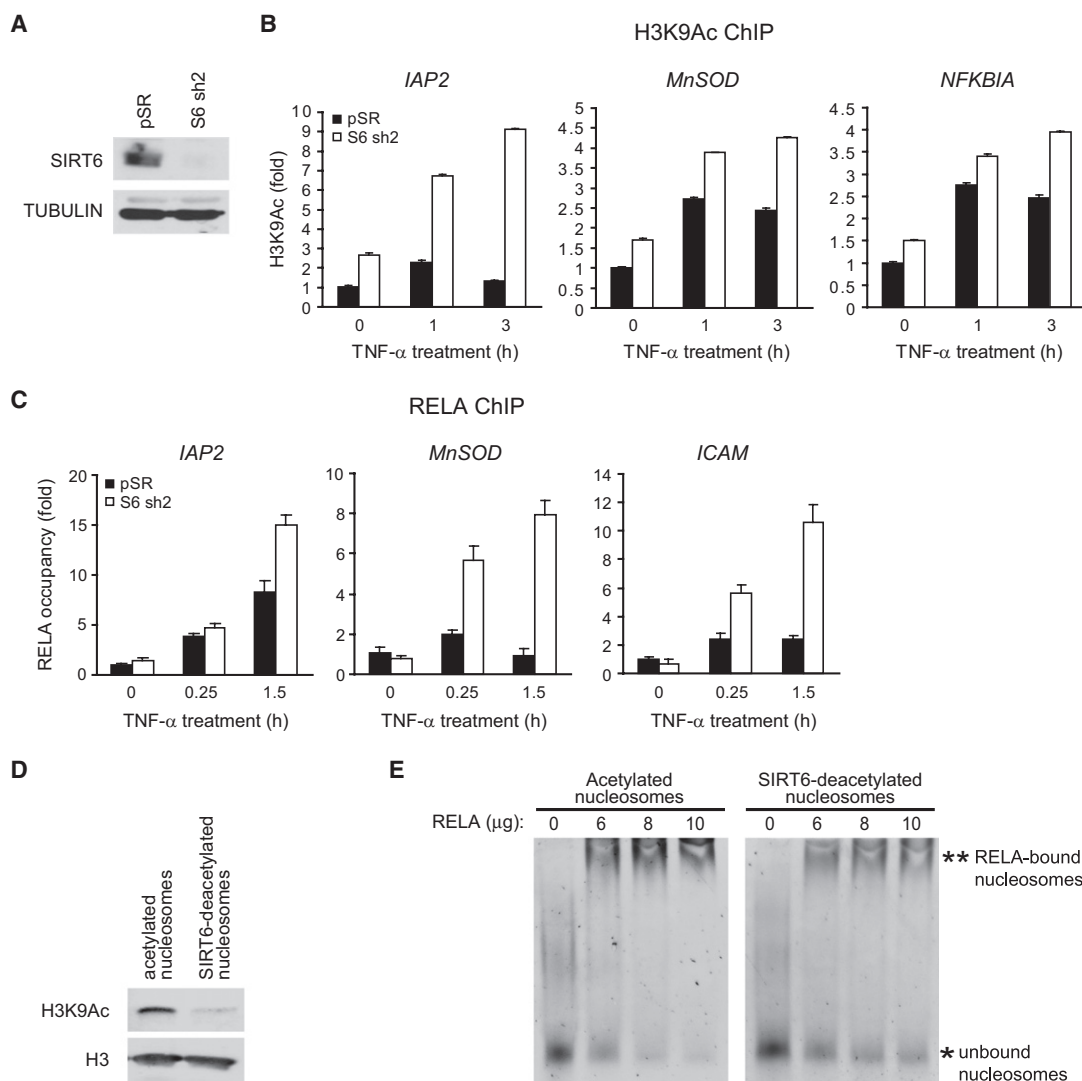 A
pSR
S6 sh2
SIRT6
TUBULIN
B
H3K9Ac ChIP
IAP2
MnSOD
NFKBIA
H3K9Ac (fold)
pSR
S6 sh2
10
9
8
7
6
5
4
3
2
1
0
5
4.5
4
3.5
3
2.5
2
1.5
1
0.5
0
4.5
4
3.5
3
2.5
2
1.5
1
0.5
0
0 1 3
0 1 3
0 1 3
TNF-α treatment (h)
TNF-α treatment (h)
TNF-α treatment (h)
C
RELA ChIP
IAP2
MnSOD
ICAM
RELA occupancy (fold)
pSR
S6 sh2
20
15
10
5
0
10
8
6
4
2
0
14
12
10
8
6
4
2
0
0 0.25 1.5
0 0.25 1.5
0 0.25 1.5
TNF-α treatment (h)
TNF-α treatment (h)
TNF-α treatment (h)
D
acetylated
nucleosomes
SIRT6-deacetylated
nucleosomes
H3K9Ac
H3
E
Acetylated
nucleosomes
SIRT6-deacetylated
nucleosomes
RELA (μg): 0 6 8 10 0 6 8 10
** RELA-bound
nucleosomes
* unbound
nucleosomes